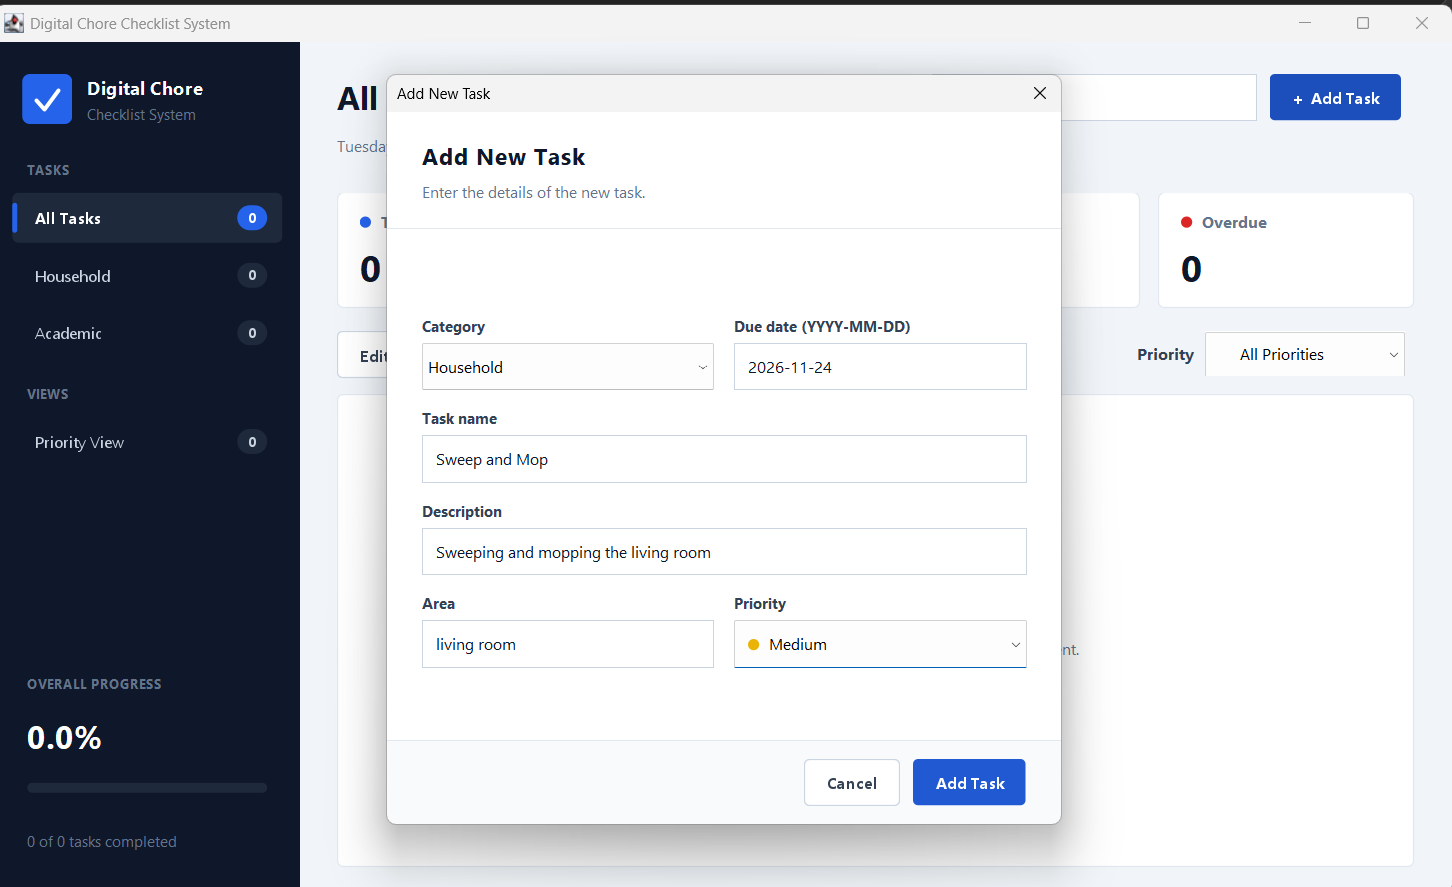 Digital Chore Checklist System
Digital Chore
Checklist System
TASKS
All Tasks 0
Household 0
Academic 0
VIEWS
Priority View 0
OVERALL PROGRESS
0.0%
0 of 0 tasks completed
All
+ Add Task
0
Overdue
0
Priority All Priorities
Add New Task
Add New Task
Enter the details of the new task.
Category Due date (YYYY-MM-DD)
Household 2026-11-24
Task name
Sweep and Mop
Description
Sweeping and mopping the living room
Area Priority
living room Medium
Cancel Add Task